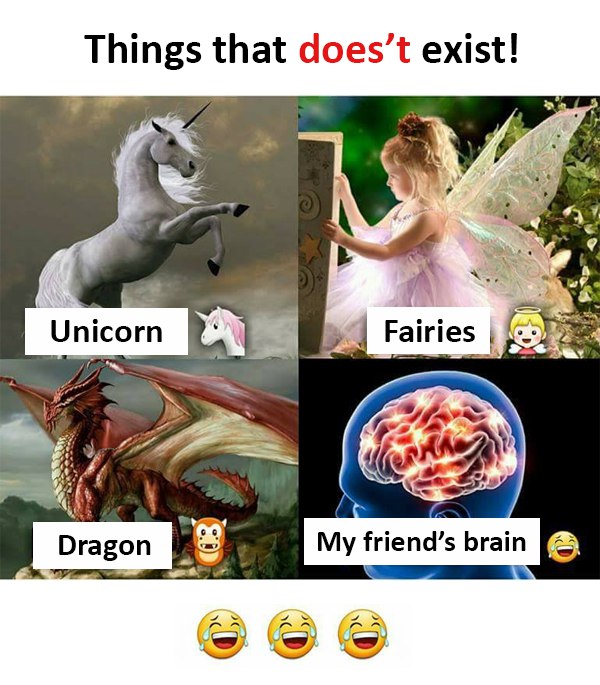 Things that does’t exist!
Unicorn
Fairies
Dragon
My friend’s brain